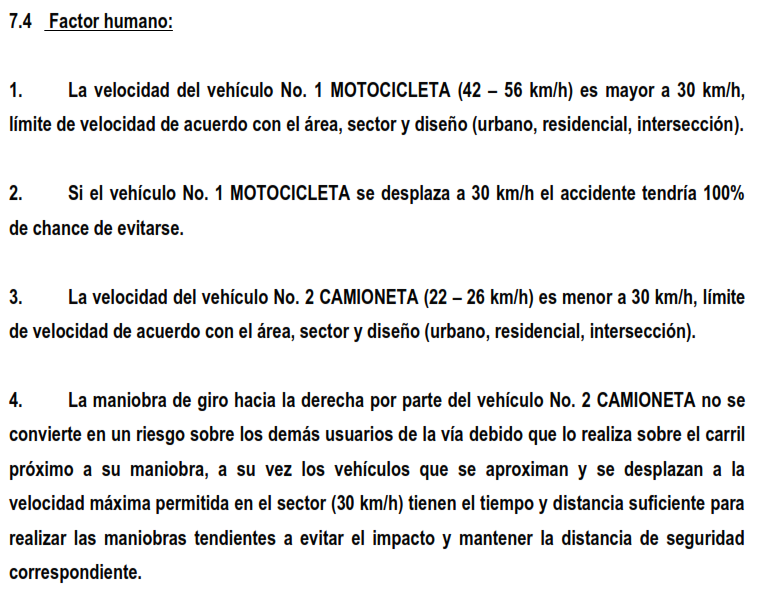 7.4 Factor humano:
1. La velocidad del vehículo No. 1 MOTOCICLETA (42 – 56 km/h) es mayor a 30 km/h,
límite de velocidad de acuerdo con el área, sector y diseño (urbano, residencial, intersección).
2. Si el vehículo No. 1 MOTOCICLETA se desplaza a 30 km/h el accidente tendría 100%
de chance de evitarse.
3. La velocidad del vehículo No. 2 CAMIONETA (22 – 26 km/h) es menor a 30 km/h, límite
de velocidad de acuerdo con el área, sector y diseño (urbano, residencial, intersección).
4. La maniobra de giro hacia la derecha por parte del vehículo No. 2 CAMIONETA no se
convierte en un riesgo sobre los demás usuarios de la vía debido que lo realiza sobre el carril
próximo a su maniobra, a su vez los vehículos que se aproximan y se desplazan a la
velocidad máxima permitida en el sector (30 km/h) tienen el tiempo y distancia suficiente para
realizar las maniobras tendientes a evitar el impacto y mantener la distancia de seguridad
correspondiente.